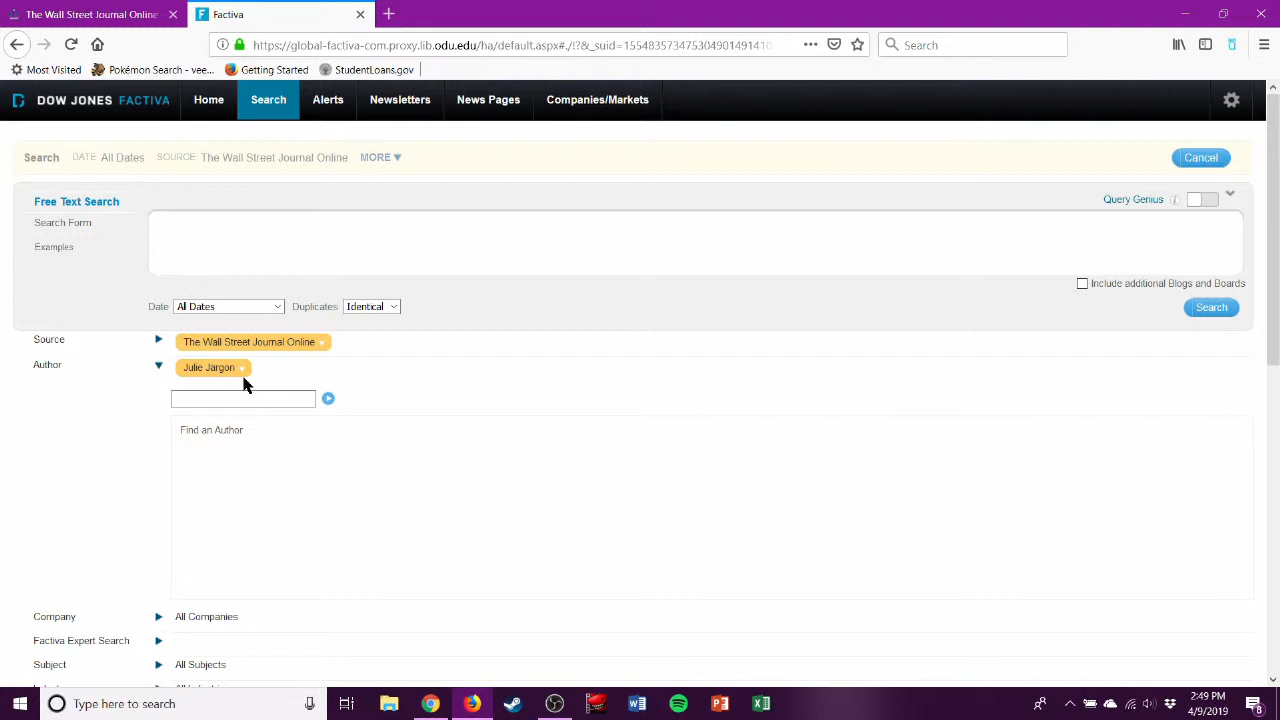 The Wall Street Journal Online
Factiva
https://global-factiva-com.proxy.lib.odu.edu/ha/default.aspx#./!?&_suid=155483573475304914910
Search
Most Visited
Pokémon Search - vee...
Getting Started
StudentLoans.gov
DOW JONES FACTIVA
Home
Search
Alerts
Newsletters
News Pages
Companies/Markets
Search DATE: All Dates SOURCE: The Wall Street Journal Online MORE
Cancel
Free Text Search
Query Genius
Search Form
Examples
Include additional Blogs and Boards
Date All Dates Duplicates Identical
Search
Source The Wall Street Journal Online
Author Julie Jargon
Find an Author
Company All Companies
Factiva Expert Search
Subject All Subjects
Type here to search
2:49 PM
4/9/2019
8